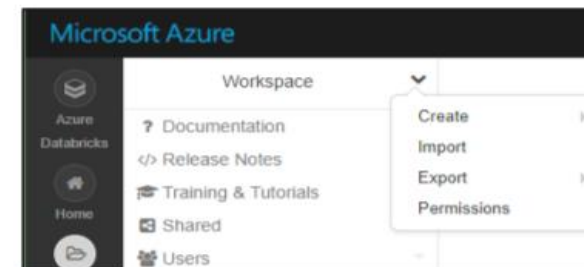 Microsoft Azure
Azure
Databricks
Home
Workspace
? Documentation
</> Release Notes
Training & Tutorials
Shared
Users
Create
Import
Export
Permissions